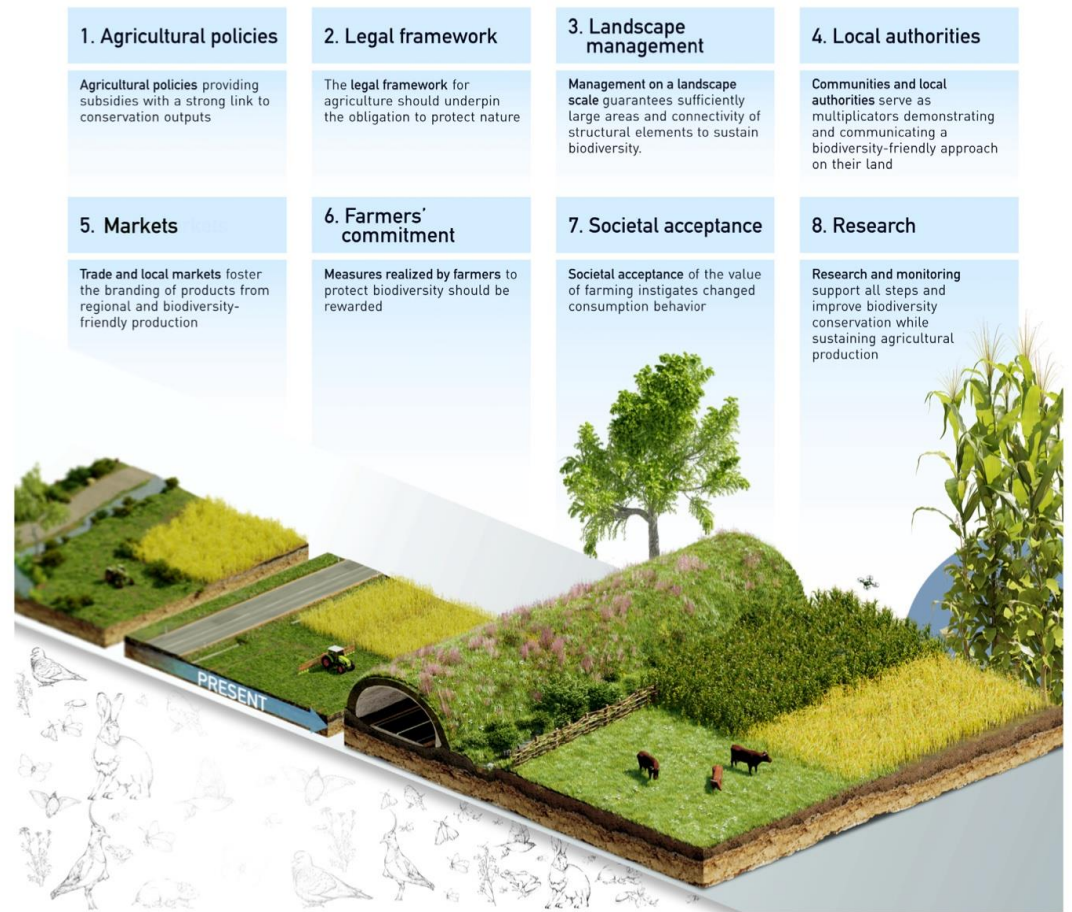 1. Agricultural policies
Agricultural policies providing
subsidies with a strong link to
conservation outputs
2. Legal framework
The legal framework for
agriculture should underpin
the obligation to protect nature
3. Landscape
management
Management on a landscape
scale guarantees sufficiently
large areas and connectivity of
structural elements to sustain
biodiversity.
4. Local authorities
Communities and local
authorities serve as
multiplicators demonstrating
and communicating a
biodiversity-friendly approach
on their land
5. Markets
Trade and local markets foster
the branding of products from
regional and biodiversity-
friendly production
6. Farmers’
commitment
Measures realized by farmers to
protect biodiversity should be
rewarded
7. Societal acceptance
Societal acceptance of the value
of farming instigates changed
consumption behavior
8. Research
Research and monitoring
support all steps and
improve biodiversity
conservation while
sustaining agricultural
production
PRESENT